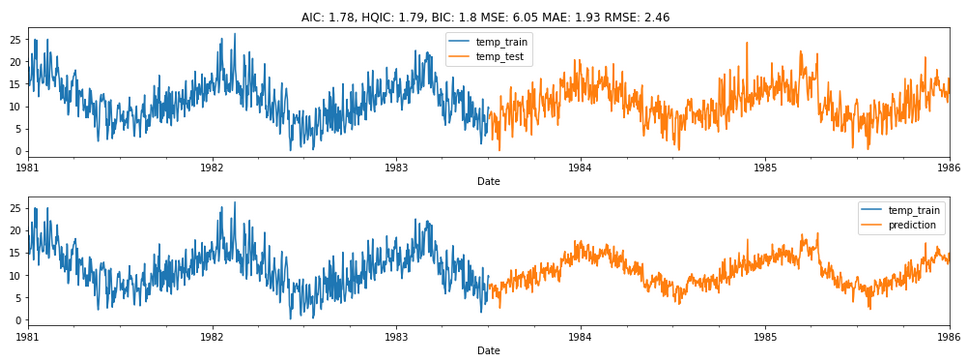 AIC: 1.78, HQIC: 1.79, BIC: 1.8 MSE: 6.05 MAE: 1.93 RMSE: 2.46
25
20
15
10
5
0
temp_train
temp_test
1981 1982 1983 1984 1985 1986
Date
25
20
15
10
5
0
temp_train
prediction
1981 1982 1983 1984 1985 1986
Date